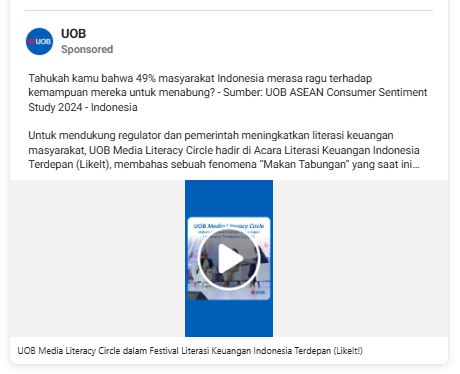 UOB
UOB
Sponsored
Tahukah kamu bahwa 49% masyarakat Indonesia merasa ragu terhadap
kemampuan mereka untuk menabung? - Sumber: UOB ASEAN Consumer Sentiment
Study 2024 - Indonesia
Untuk mendukung regulator dan pemerintah meningkatkan literasi keuangan
masyarakat, UOB Media Literacy Circle hadir di Acara Literasi Keuangan Indonesia
Terdepan (LikeIt), membahas sebuah fenomena “Makan Tabungan” yang saat ini...
UOB Media Literacy Circle
UOB
UOB Media Literacy Circle dalam Festival Literasi Keuangan Indonesia Terdepan (LikeIt!)